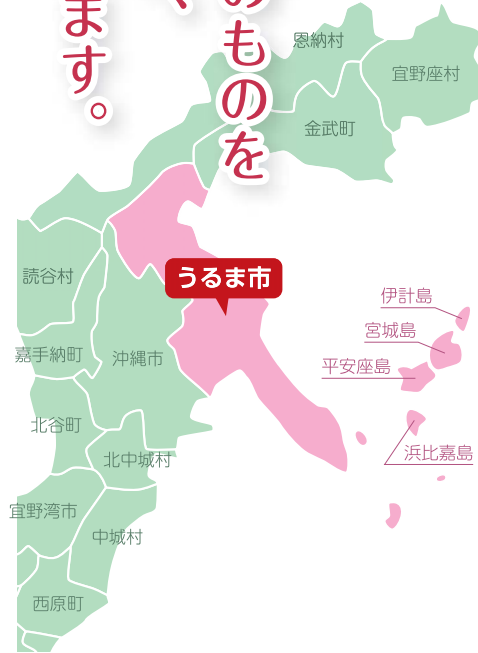 のものを
ます。
恩納村
宜野座村
金武町
うるま市
読谷村
伊計島
宮城島
嘉手納町
沖縄市
平安座島
北谷町
北中城村
浜比嘉島
宜野湾市
中城村
西原町